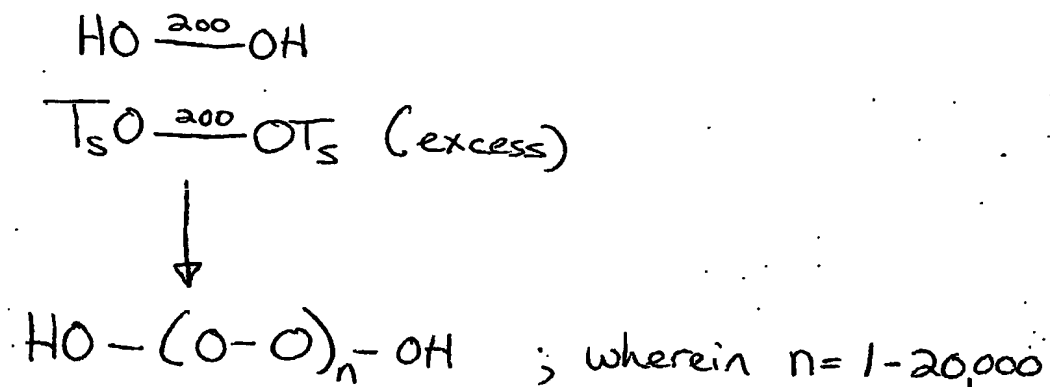 HO 200 OH
TsO 200 OTs (excess)
HO-(O-O)n-OH ; wherein n= 1-20,000